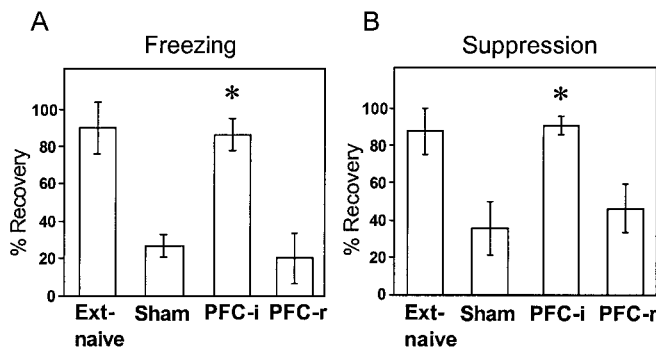 A
Freezing
% Recovery
100
80
60
40
20
0
*
Ext-
naive
Sham
PFC-i
PFC-r
B
Suppression
% Recovery
100
80
60
40
20
0
*
Ext-
naive
Sham
PFC-i
PFC-r